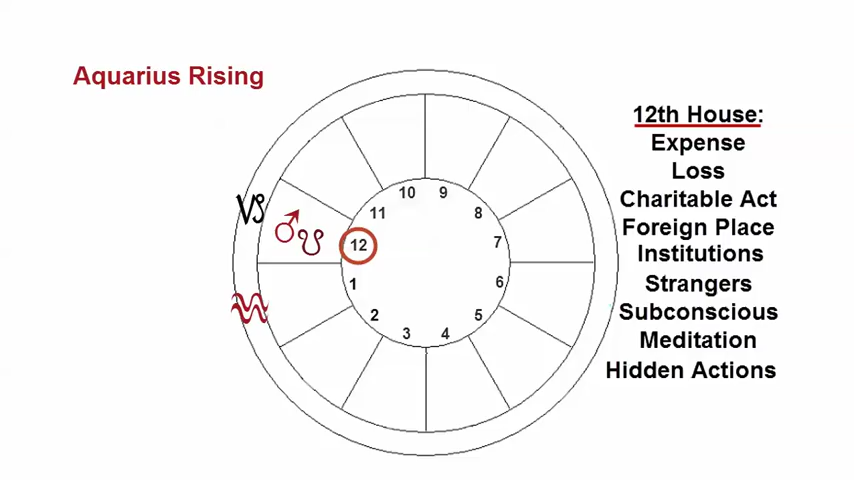 Aquarius Rising
12th House:
Expense
Loss
Charitable Act
Foreign Place
Institutions
Strangers
Subconscious
Meditation
Hidden Actions
10 9
11 8
12 7
1 6
2 5
3 4